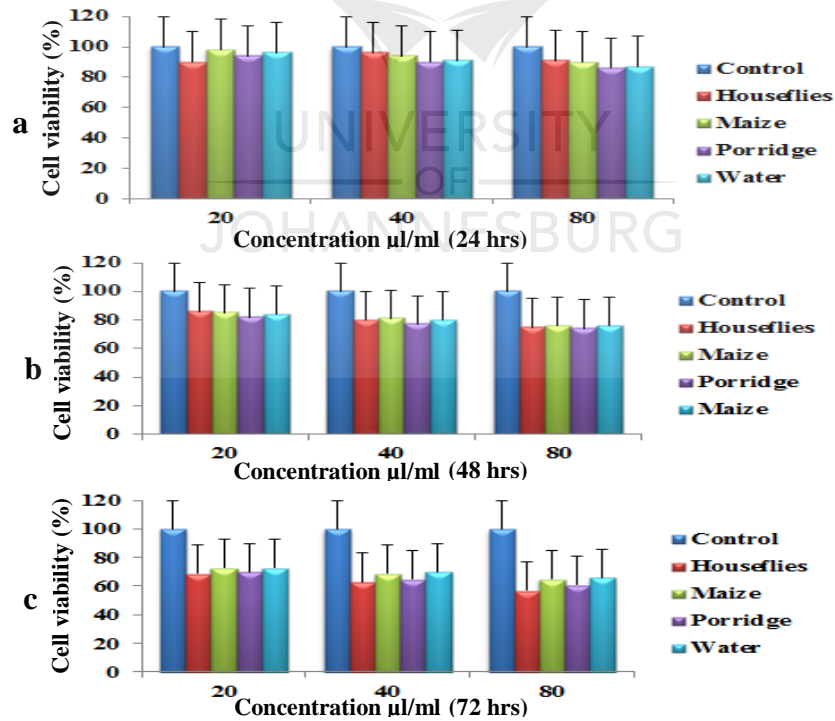 a
Cell viability (%)
120
100
80
60
40
20
0
20 40 80
Concentration µl/ml (24 hrs)
Control
Houseflies
Maize
Porridge
Water
UNIVERSITY
OF
JOHANNESBURG
b
Cell viability (%)
120
100
80
60
40
20
0
20 40 80
Concentration µl/ml (48 hrs)
Control
Houseflies
Maize
Porridge
Maize
c
Cell viability (%)
120
100
80
60
40
20
0
20 40 80
Concentration µl/ml (72 hrs)
Control
Houseflies
Maize
Porridge
Water